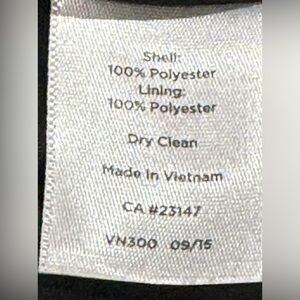 Shell:
100% Polyester
Lining:
100% Polyester
Dry Clean
Made In Vietnam
CA #23147
VN300 09/15